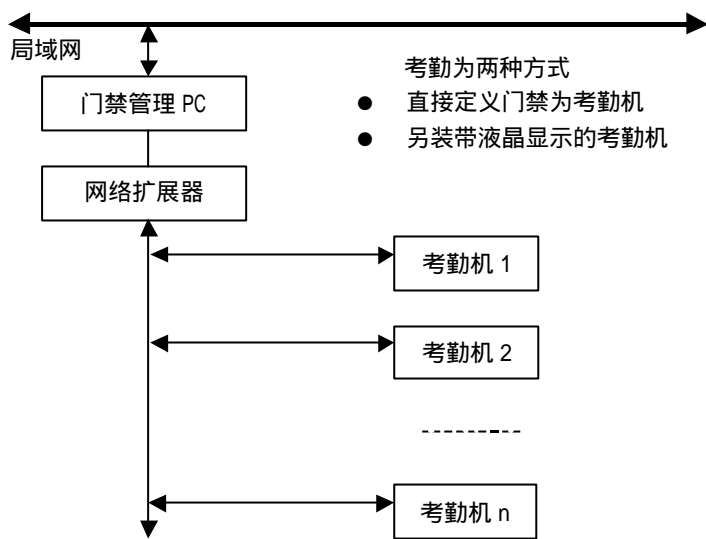 局域网
门禁管理 PC
考勤为两种方式
● 直接定义门禁为考勤机
● 另装带液晶显示的考勤机
网络扩展器
考勤机 1
考勤机 2
考勤机 n